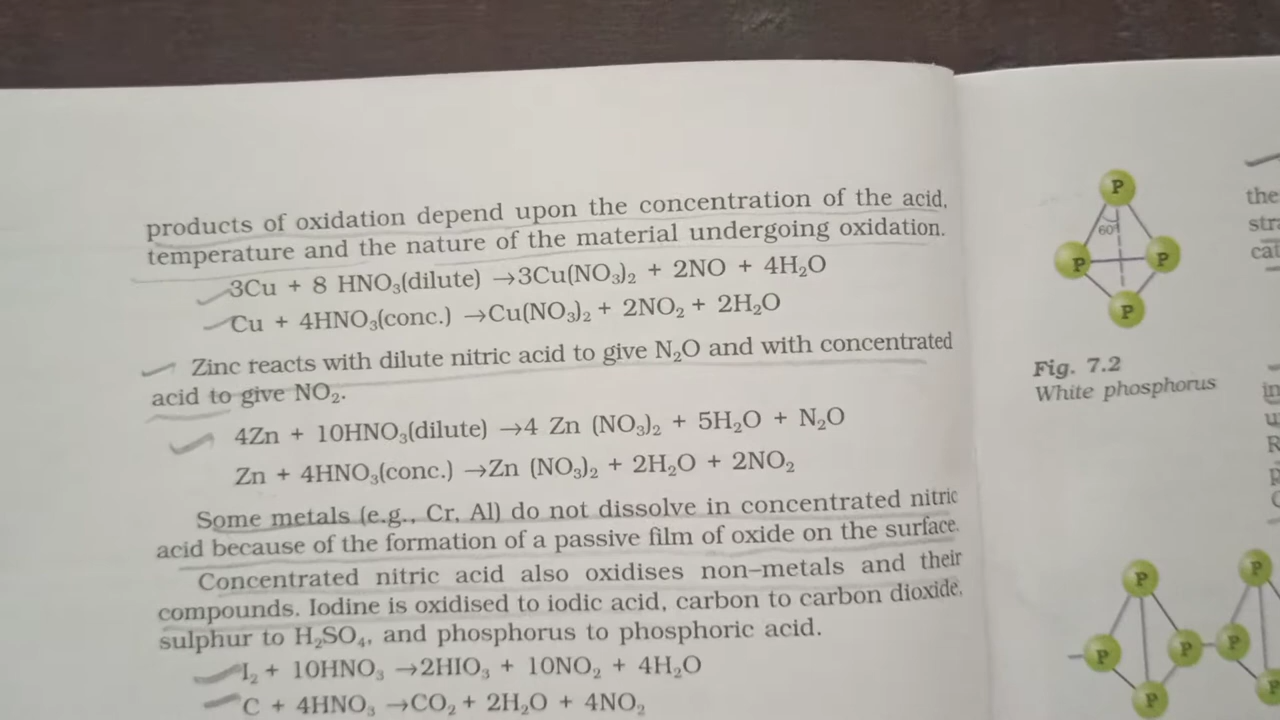 products of oxidation depend upon the concentration of the acid,
temperature and the nature of the material undergoing oxidation.
3Cu + 8 HNO₃(dilute) →3Cu(NO₃)₂ + 2NO + 4H₂O
Cu + 4HNO₃(conc.) →Cu(NO₃)₂ + 2NO₂ + 2H₂O
Zinc reacts with dilute nitric acid to give N₂O and with concentrated
acid to give NO₂.
4Zn + 10HNO₃(dilute) →4 Zn (NO₃)₂ + 5H₂O + N₂O
Zn + 4HNO₃(conc.) →Zn (NO₃)₂ + 2H₂O + 2NO₂
Some metals (e.g., Cr, Al) do not dissolve in concentrated nitric
acid because of the formation of a passive film of oxide on the surface.
Concentrated nitric acid also oxidises non–metals and their
compounds. Iodine is oxidised to iodic acid, carbon to carbon dioxide,
sulphur to H₂SO₄, and phosphorus to phosphoric acid.
I₂ + 10HNO₃ →2HIO₃ + 10NO₂ + 4H₂O
C + 4HNO₃ →CO₂ + 2H₂O + 4NO₂
P
60°
P P
P
Fig. 7.2
White phosphorus
P P
P P P
P P
the